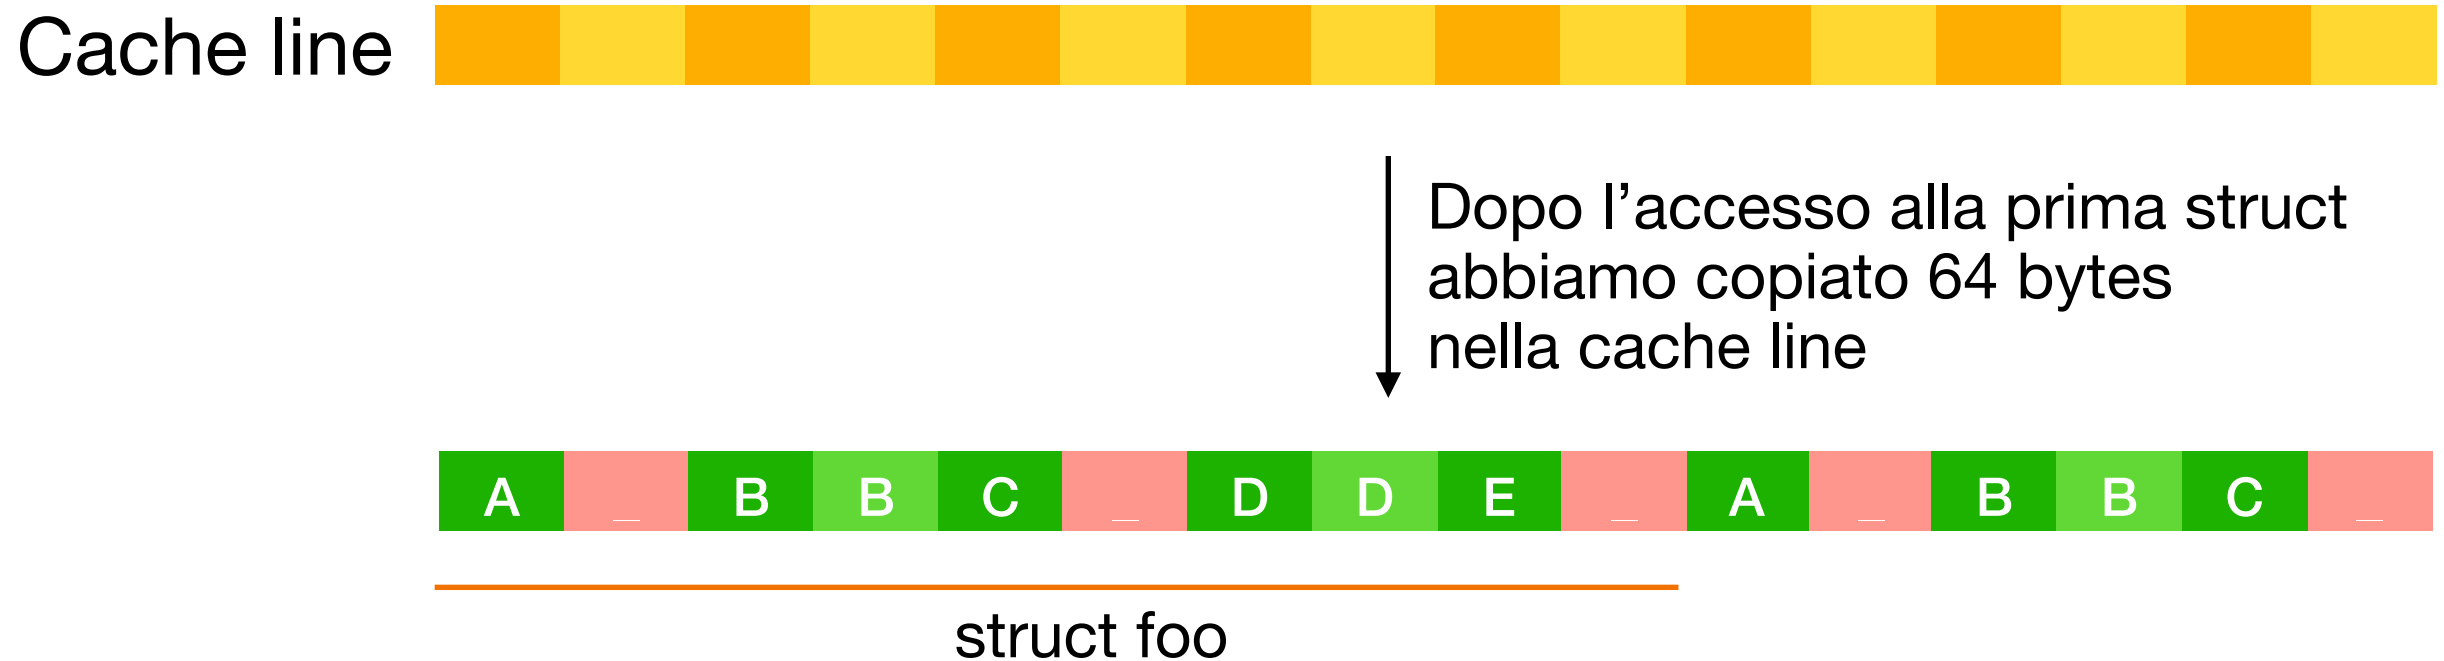 Cache line
Dopo l’accesso alla prima struct
abbiamo copiato 64 bytes
nella cache line
A _ B B C _ D D E _ A _ B B C _
struct foo